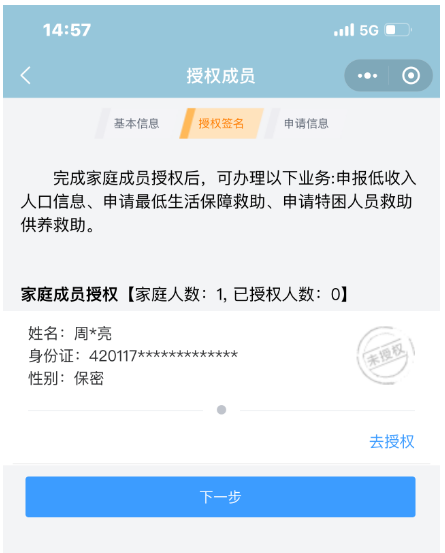 14:57
5G
授权成员
基本信息
授权签名
申请信息
完成家庭成员授权后，可办理以下业务:申报低收入
人口信息、申请最低生活保障救助、申请特困人员救助
供养救助。
家庭成员授权【家庭人数：1, 已授权人数：0】
姓名：周*亮
身份证：420117*************
性别：保密
未授权
去授权
下一步